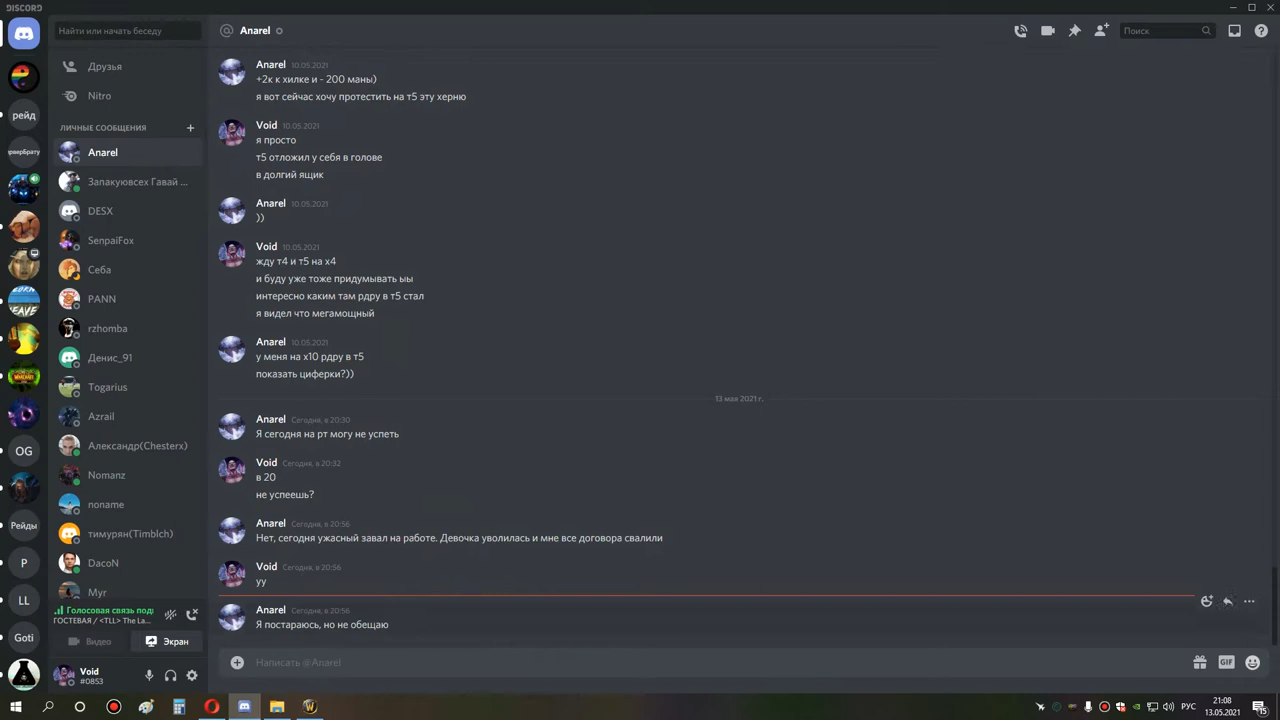 DISCORD
Найти или начать беседу
Anarel
Поиск
Друзья
Nitro
рейд
ЛИЧНЫЕ СООБЩЕНИЯ
Anarel
ерверБрату
Запакуювсех Гавай ...
DESX
SenpaiFox
Себа
PANN
rzhomba
Денис_91
Togarius
Azrail
Александр(Chesterx)
OG
Nomanz
noname
Рейды
тимурян(TimbIch)
P
DacoN
Myr
LL
Голосовая связь подк
ГОСТЕВАЯ / <TLL> The La...
Goti
Видео
Экран
Void
#0853
Anarel 10.05.2021
+2к к хилке и - 200 маны)
я вот сейчас хочу протестить на т5 эту херню
Void 10.05.2021
я просто
т5 отложил у себя в голове
в долгий ящик
Anarel 10.05.2021
))
Void 10.05.2021
жду т4 и т5 на х4
и буду уже тоже придумывать ыы
интересно каким там рдру в т5 стал
я видел что мегамощный
Anarel 10.05.2021
у меня на х10 рдру в т5
показать циферки?))
13 мая 2021 г.
Anarel Сегодня, в 20:30
Я сегодня на рт могу не успеть
Void Сегодня, в 20:32
в 20
не успеешь?
Anarel Сегодня, в 20:56
Нет, сегодня ужасный завал на работе. Девочка уволилась и мне все договора свалили
Void Сегодня, в 20:56
уу
Anarel Сегодня, в 20:56
Я постараюсь, но не обещаю
Написать @Anarel
GIF
РУС
21:08
13.05.2021
15